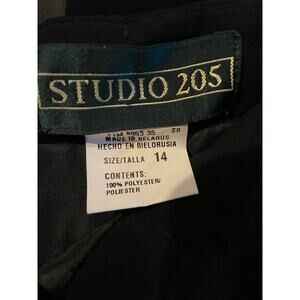 STUDIO 205
MADE IN BELARUS
HECHO EN BIELORUSIA
SIZE/TALLA 14
CONTENTS:
100% POLYESTER/
POLIESTER